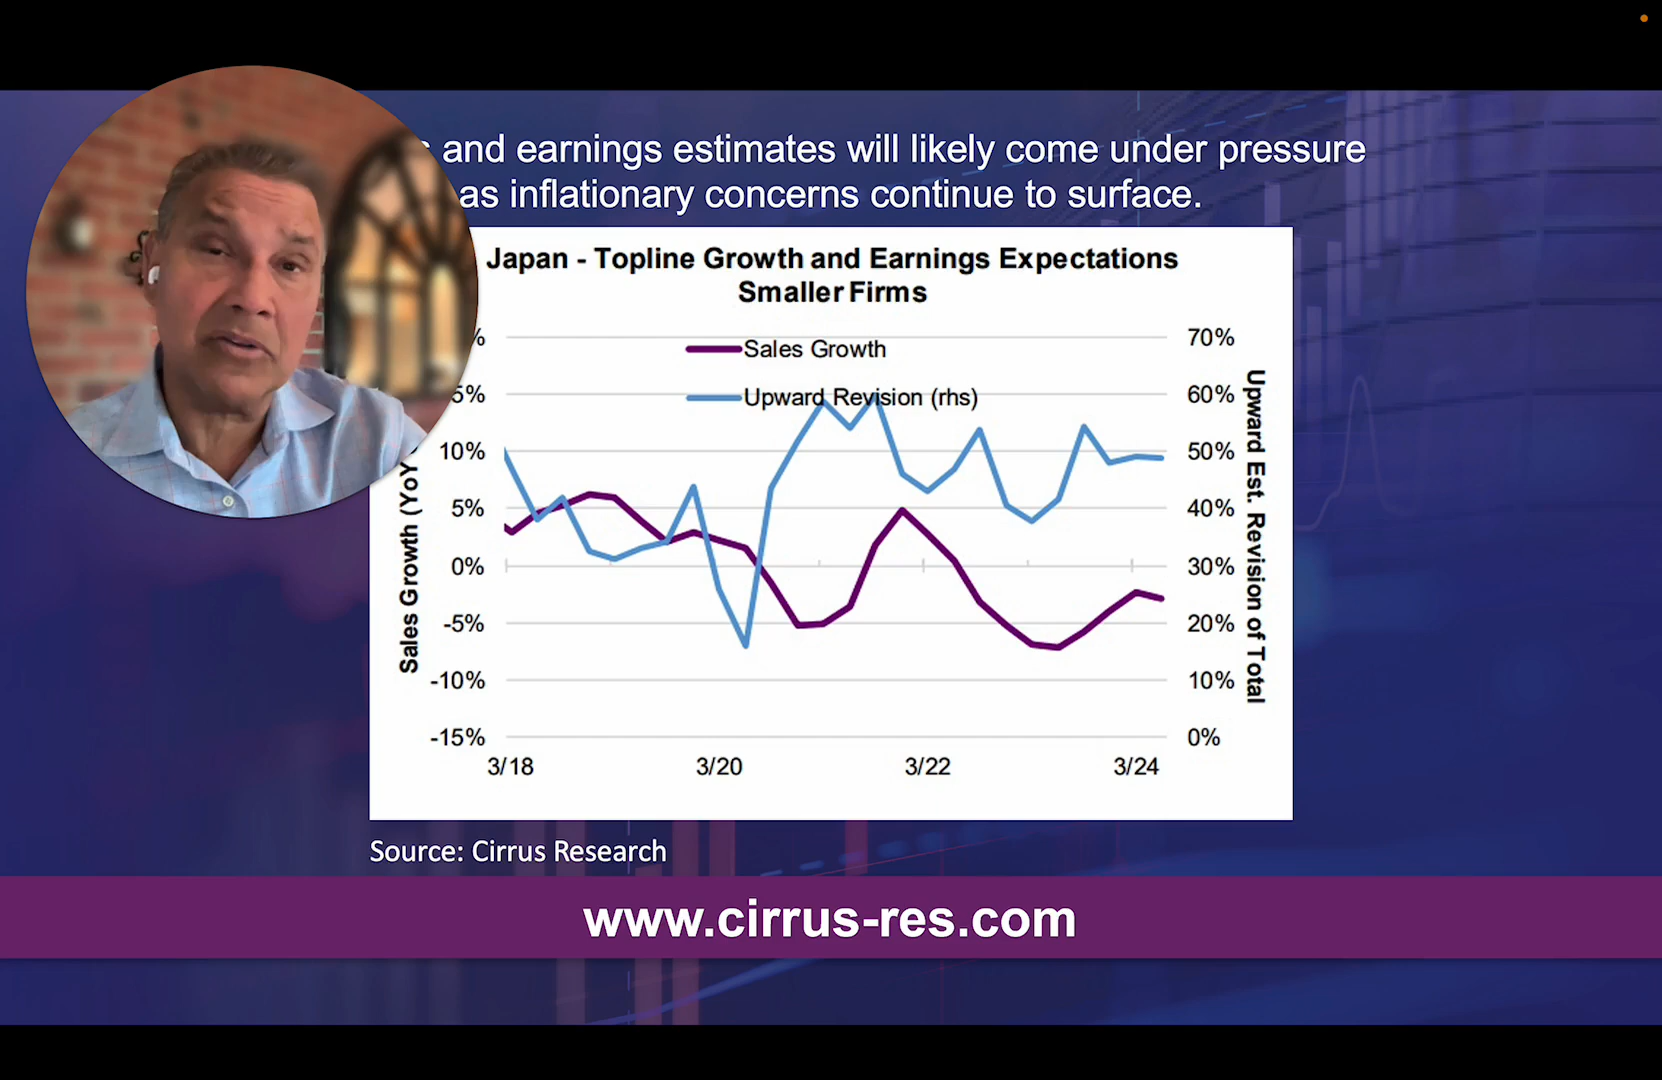 and earnings estimates will likely come under pressure
as inflationary concerns continue to surface.
Japan - Topline Growth and Earnings Expectations
Smaller Firms
Sales Growth
Upward Revision (rhs)
%
5%
10%
5%
0%
-5%
-10%
-15%
Sales Growth (YoY
70%
60%
50%
40%
30%
20%
10%
0%
Upward Est. Revision of Total
3/18
3/20
3/22
3/24
Source: Cirrus Research
www.cirrus-res.com